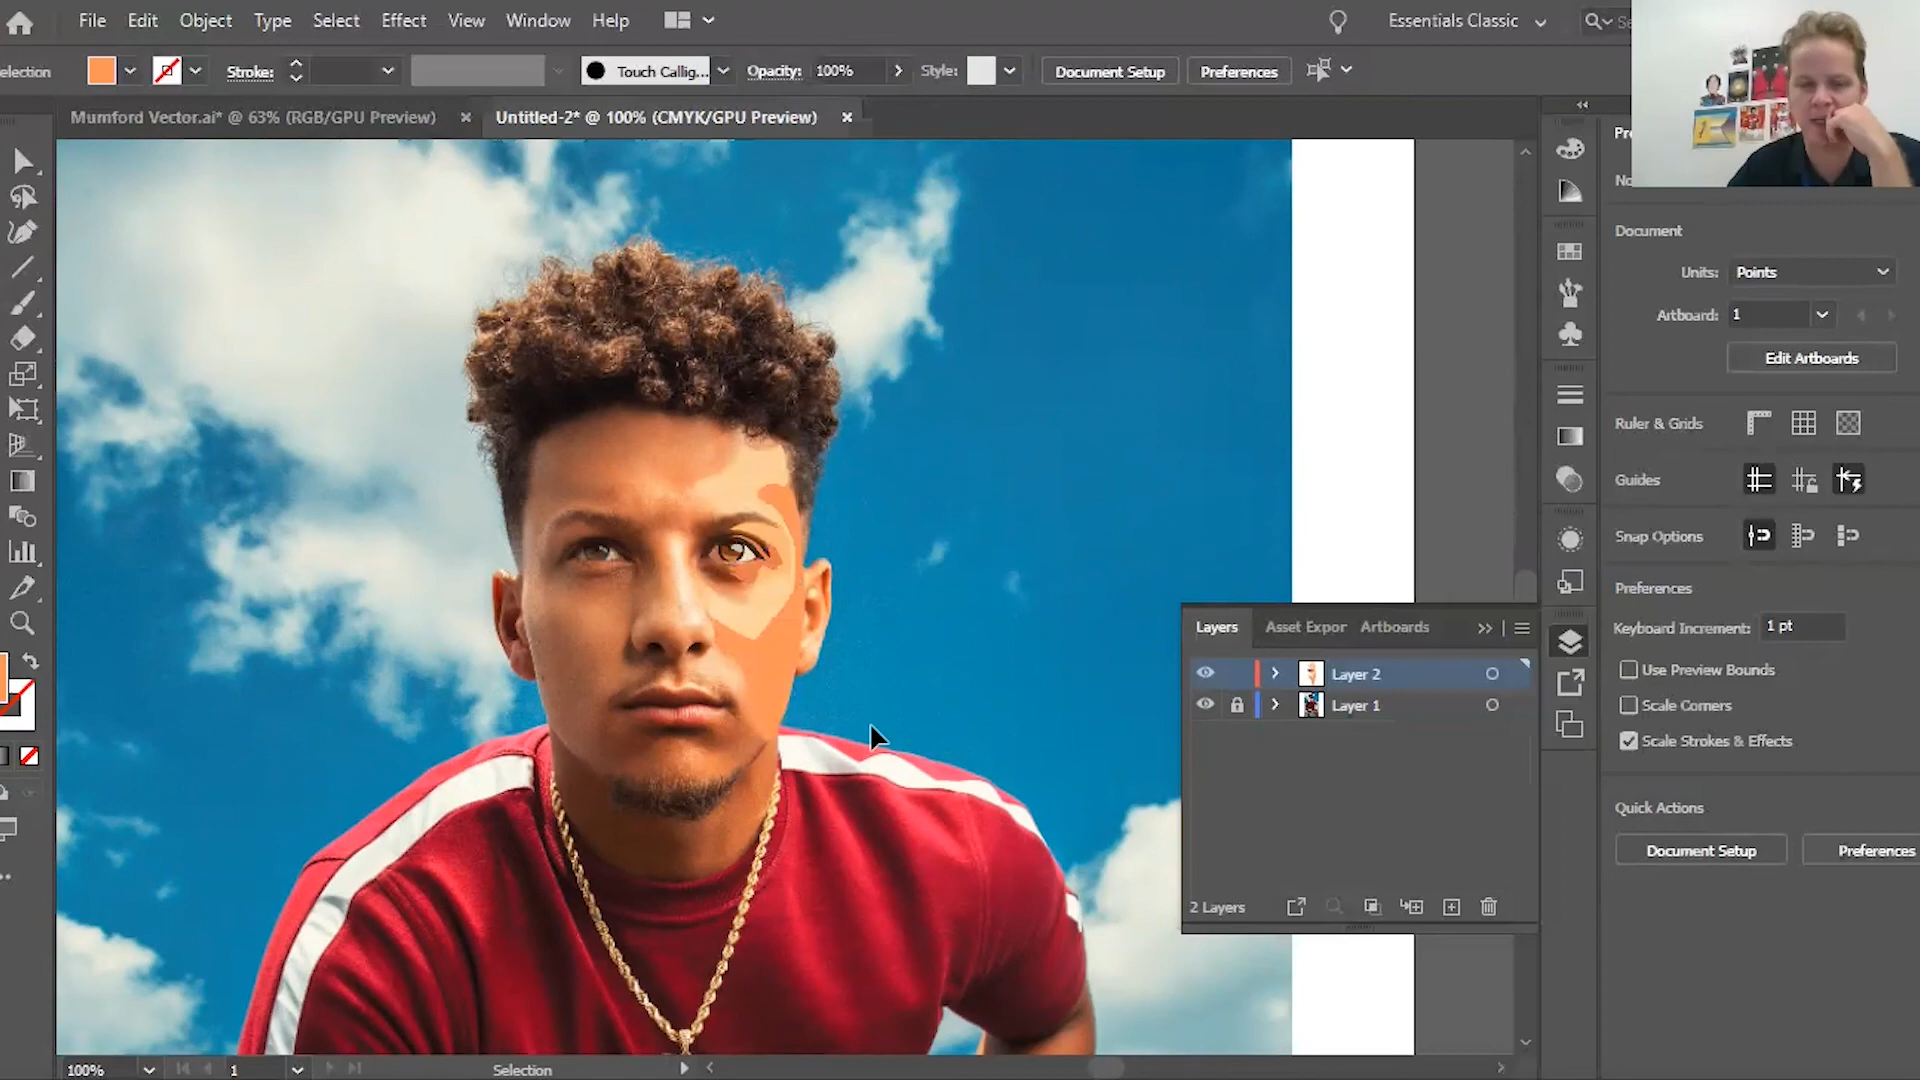 File Edit Object Type Select Effect View Window Help
Essentials Classic
election Stroke: Touch Callig... Opacity: 100% Style: Document Setup Preferences
Mumford Vector.ai* @ 63% (RGB/GPU Preview) × Untitled-2* @ 100% (CMYK/GPU Preview) ×
Document
Units: Points
Artboard: 1
Edit Artboards
Ruler & Grids
Guides
Snap Options
Preferences
Keyboard Increment: 1 pt
Use Preview Bounds
Scale Corners
Scale Strokes & Effects
Quick Actions
Document Setup Preferences
Layers Asset Expor Artboards
Layer 2
Layer 1
2 Layers
100% 1 Selection